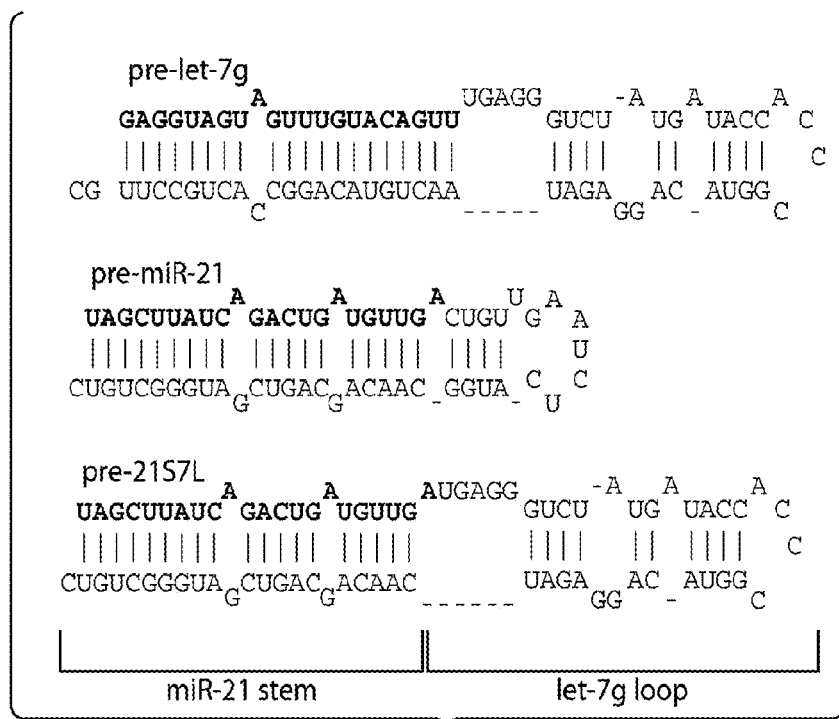 pre-let-7g
A UGAGG -A A A
GAGGUAGU GUUUGUACAGUU GUCU UG UACC C
C
CG UUCCGUCA CGGACAUGUCAA UAGA AC AUGG C
C ----- GG -
pre-miR-21
A A A U A
UAGCUUAUC GACUG UGUUG CUGU G A
U
CUGUCGGGUA CUGAC ACAAC GGUA C C
G G - - U
pre-21S7L
A A AUGAGG -A A A
UAGCUUAUC GACUG UGUUG GUCU UG UACC C
C
CUGUCGGGUA CUGAC ACAAC UAGA AC AUGG C
G G ------ GG -
miR-21 stem let-7g loop